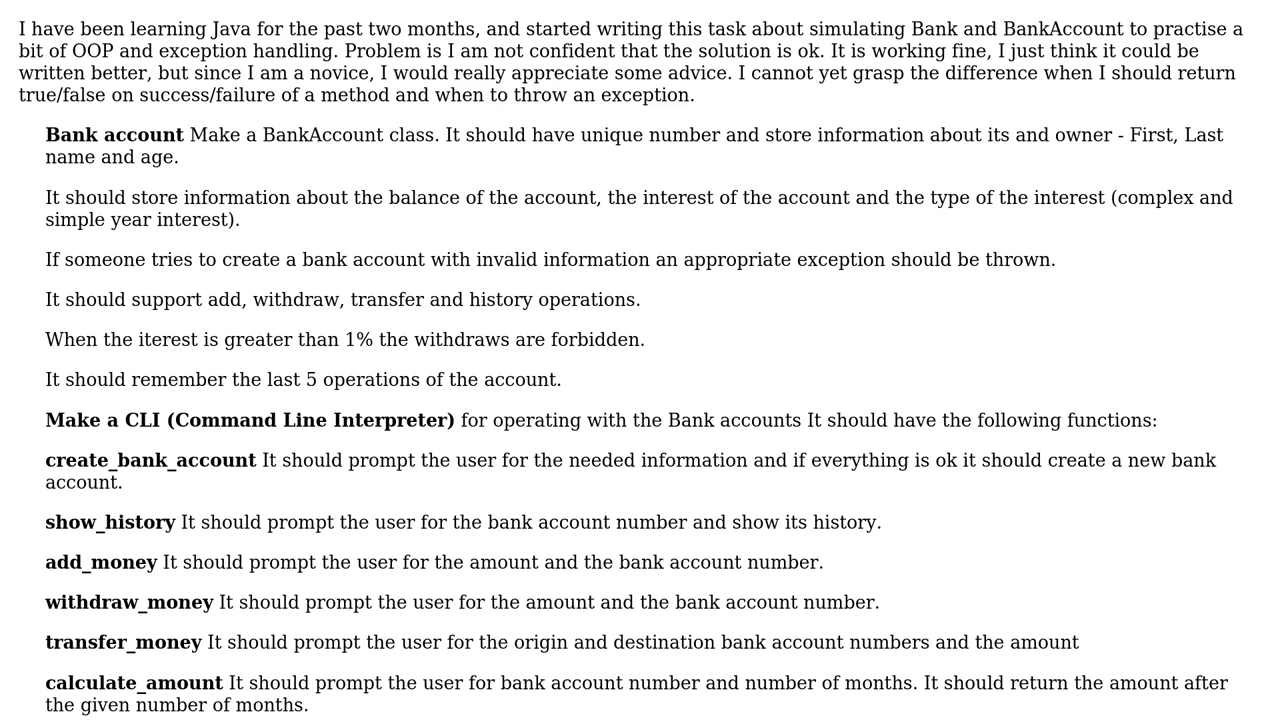 I have been learning Java for the past two months, and started writing this task about simulating Bank and BankAccount to practise a
bit of OOP and exception handling. Problem is I am not confident that the solution is ok. It is working fine, I just think it could be
written better, but since I am a novice, I would really appreciate some advice. I cannot yet grasp the difference when I should return
true/false on success/failure of a method and when to throw an exception.
Bank account Make a BankAccount class. It should have unique number and store information about its and owner - First, Last
name and age.
It should store information about the balance of the account, the interest of the account and the type of the interest (complex and
simple year interest).
If someone tries to create a bank account with invalid information an appropriate exception should be thrown.
It should support add, withdraw, transfer and history operations.
When the iterest is greater than 1% the withdraws are forbidden.
It should remember the last 5 operations of the account.
Make a CLI (Command Line Interpreter) for operating with the Bank accounts It should have the following functions:
create_bank_account It should prompt the user for the needed information and if everything is ok it should create a new bank
account.
show_history It should prompt the user for the bank account number and show its history.
add_money It should prompt the user for the amount and the bank account number.
withdraw_money It should prompt the user for the amount and the bank account number.
transfer_money It should prompt the user for the origin and destination bank account numbers and the amount
calculate_amount It should prompt the user for bank account number and number of months. It should return the amount after
the given number of months.